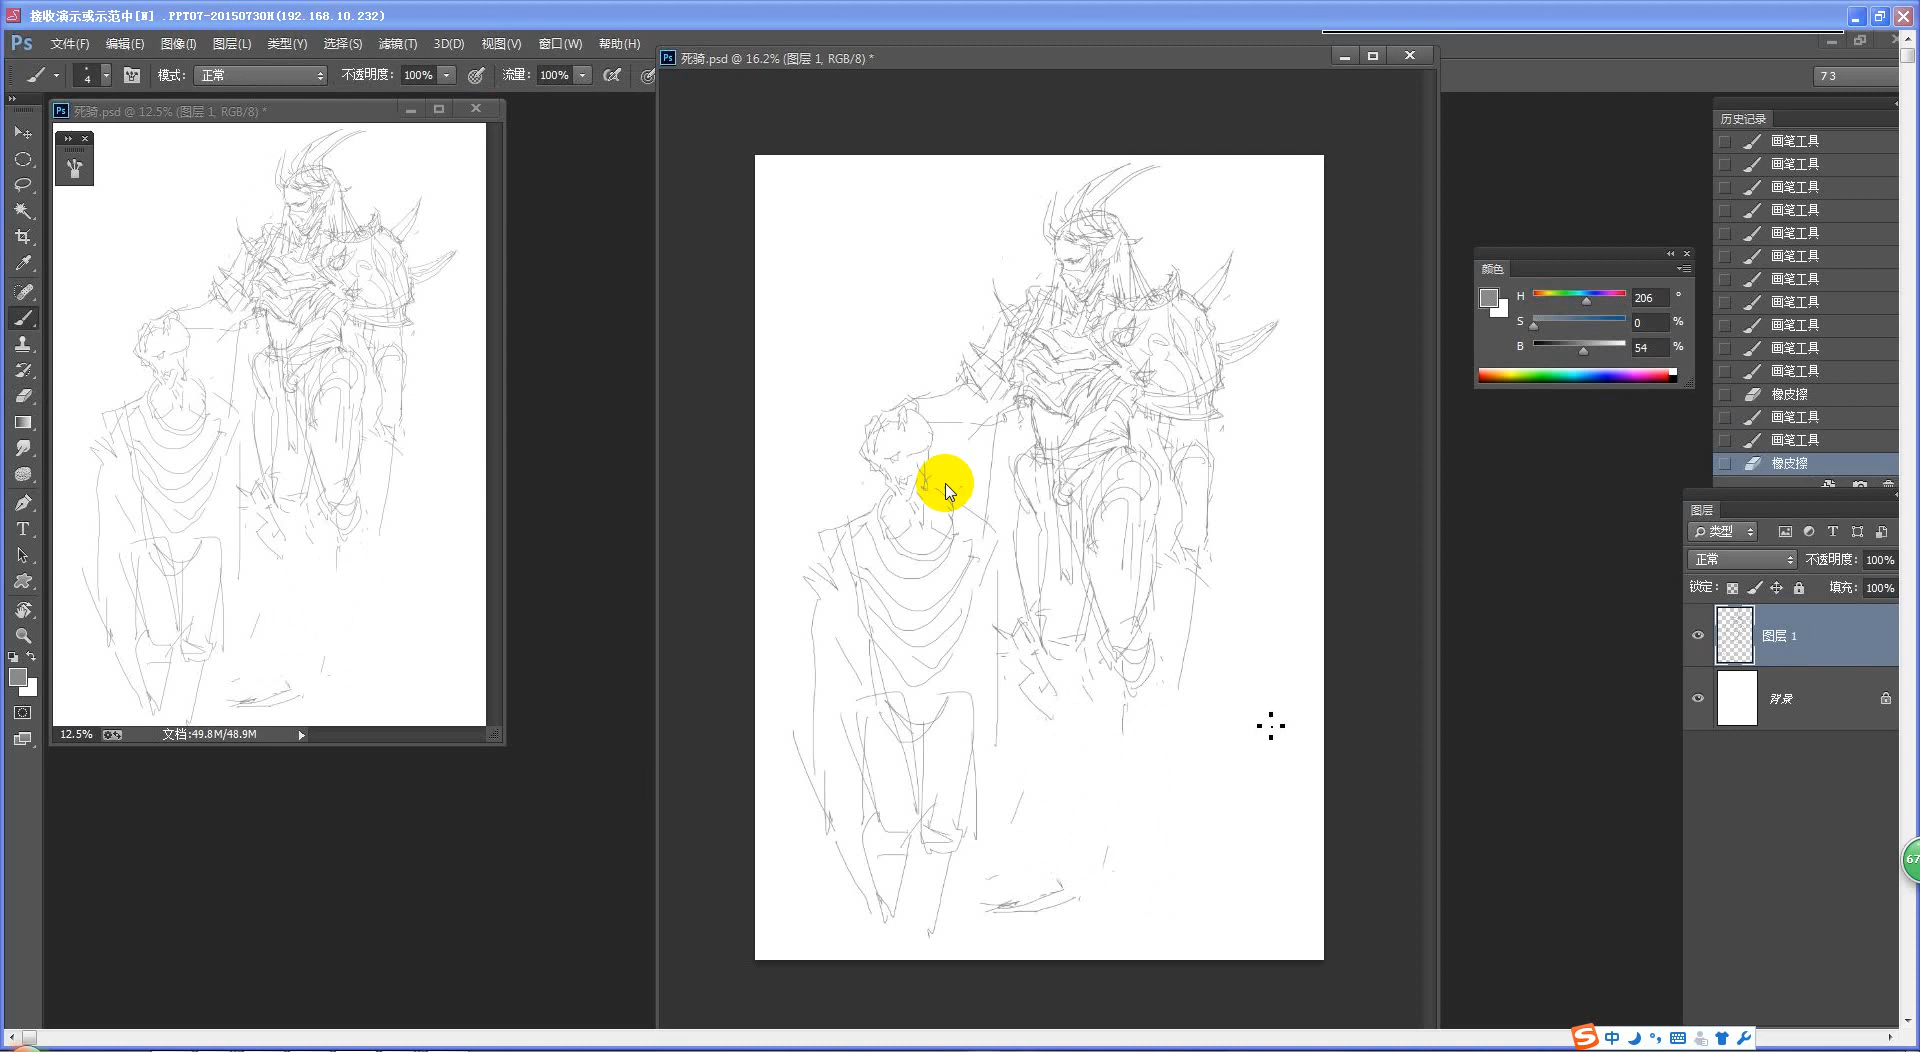 接收演示或示范中[N] .PPT07-20150730H(192.168.10.232)
Ps 文件(F) 编辑(E) 图像(I) 图层(L) 类型(Y) 选择(S) 滤镜(T) 3D(D) 视图(V) 窗口(W) 帮助(H)
4 模式: 正常 不透明度: 100% 流量: 100%
73
Ps 死骑.psd @ 16.2% (图层 1, RGB/8) *
Ps 死骑.psd @ 12.5% (图层 1, RGB/8) *
12.5% 文档:49.8M/48.9M
颜色
H 206 °
S 0 %
B 54 %
历史记录
画笔工具
画笔工具
画笔工具
画笔工具
画笔工具
画笔工具
画笔工具
画笔工具
画笔工具
画笔工具
画笔工具
橡皮擦
画笔工具
画笔工具
橡皮擦
图层
类型
正常 不透明度: 100%
锁定: 填充: 100%
图层 1
背景
67
S 中